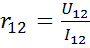 r₁₂ = U₁₂ / I₁₂